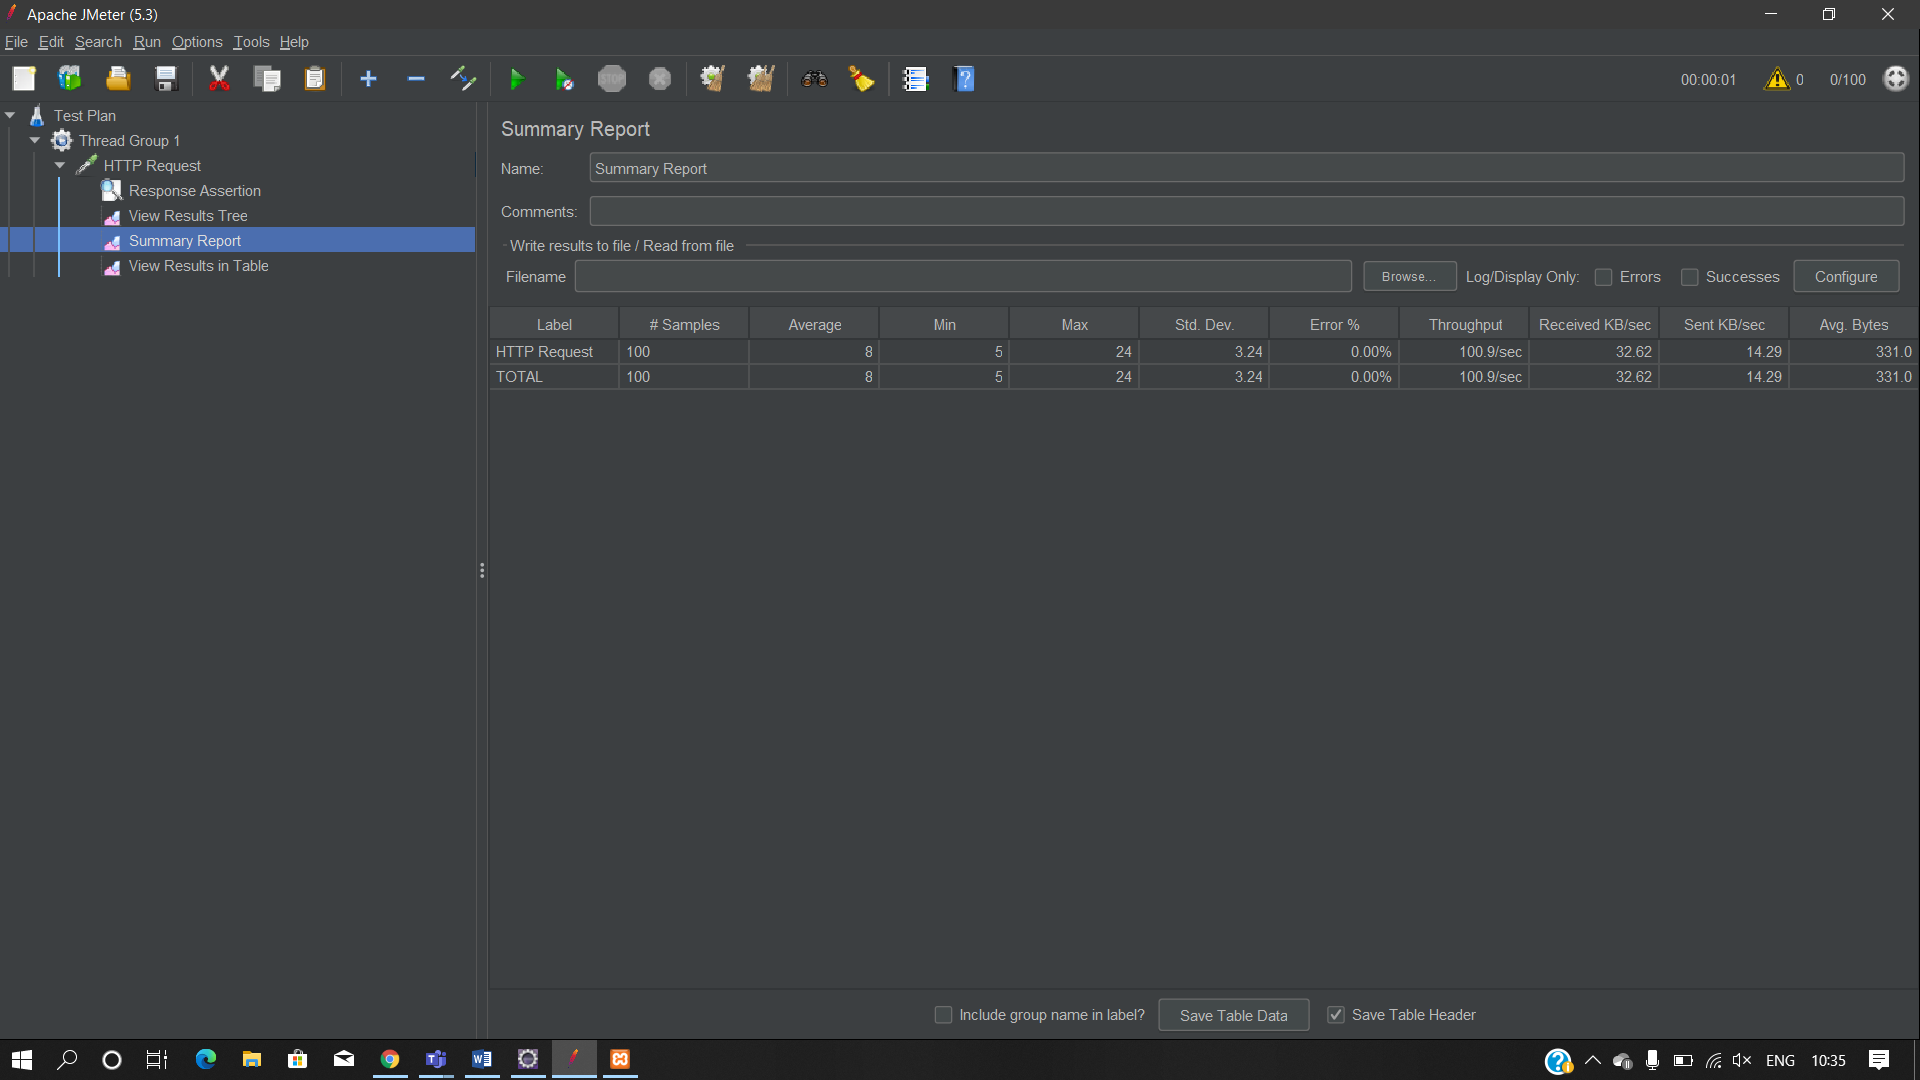 Apache JMeter (5.3)
File Edit Search Run Options Tools Help
STOP
00:00:01 0 0/100
Test Plan
Thread Group 1
HTTP Request
Response Assertion
View Results Tree
Summary Report
View Results in Table
Summary Report
Name: Summary Report
Comments:
Write results to file / Read from file
Filename Browse... Log/Display Only: Errors Successes Configure
Label # Samples Average Min Max Std. Dev. Error % Throughput Received KB/sec Sent KB/sec Avg. Bytes
HTTP Request 100 8 5 24 3.24 0.00% 100.9/sec 32.62 14.29 331.0
TOTAL 100 8 5 24 3.24 0.00% 100.9/sec 32.62 14.29 331.0
Include group name in label? Save Table Data Save Table Header
ENG 10:35